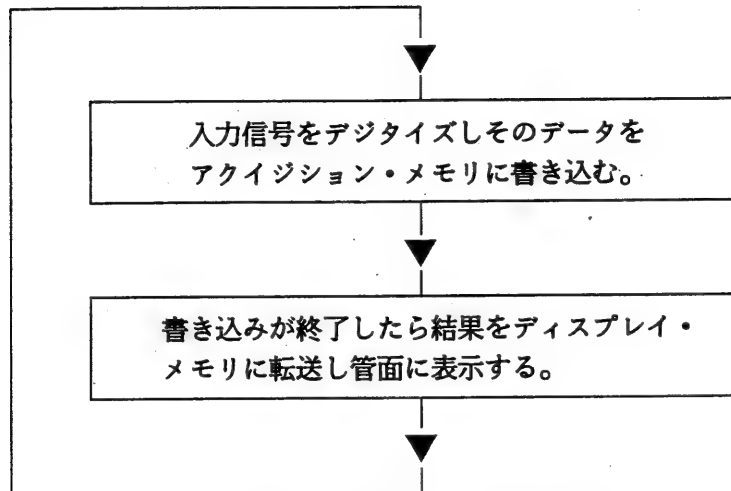 入力信号をデジタイズしそのデータを
アクイジション・メモリに書き込む。
書き込みが終了したら結果をディスプレイ・
メモリに転送し管面に表示する。